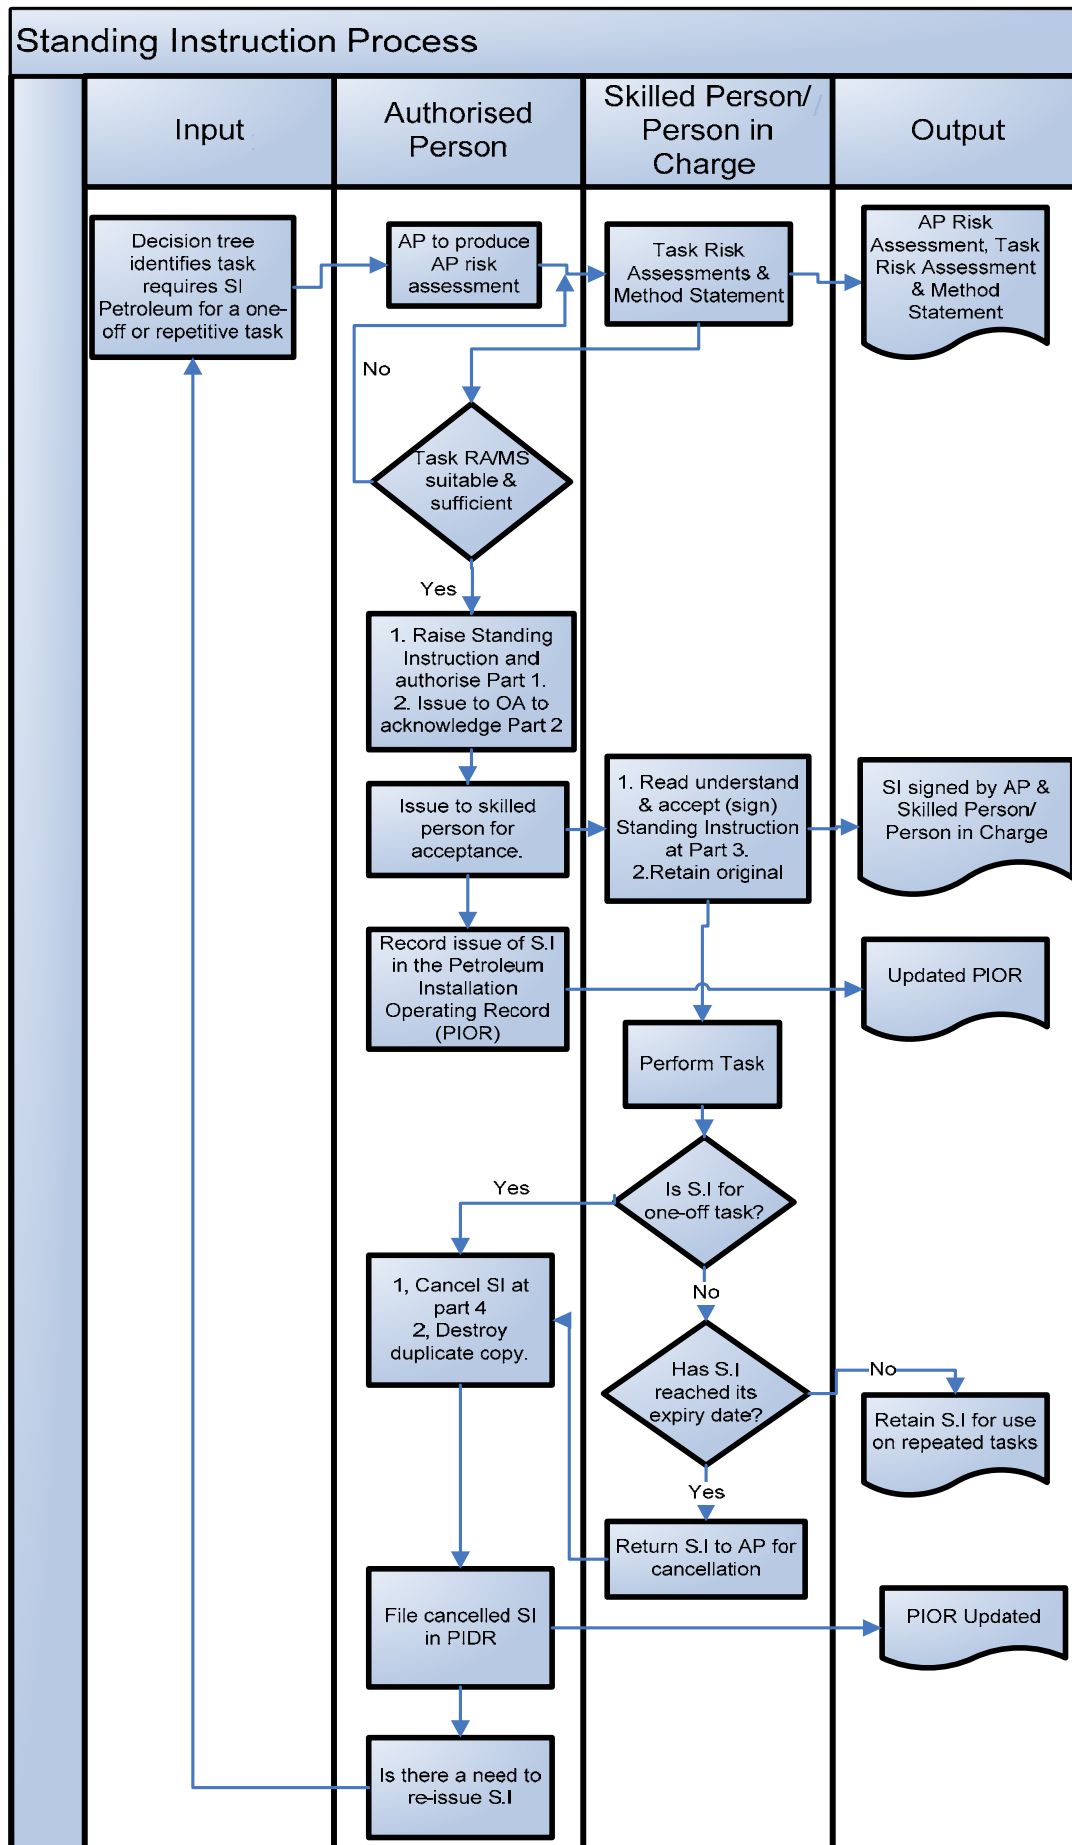 Standing Instruction Process
Input
Authorised
Person
Skilled Person/
Person in
Charge
Output
Decision tree
identifies task
requires SI
Petroleum for a one-
off or repetitive task
AP to produce
AP risk
assessment
Task Risk
Assessments &
Method Statement
AP Risk
Assessment, Task
Risk Assessment
& Method
Statement
No
Task RA/MS
suitable &
sufficient
Yes
1. Raise Standing
Instruction and
authorise Part 1.
2. Issue to OA to
acknowledge Part 2
Issue to skilled
person for
acceptance.
1. Read understand
& accept (sign)
Standing Instruction
at Part 3.
2.Retain original
SI signed by AP &
Skilled Person/
Person in Charge
Record issue of S.I
in the Petroleum
Installation
Operating Record
(PIOR)
Updated PIOR
Perform Task
Is S.I for
one-off task?
Yes
No
1, Cancel SI at
part 4
2, Destroy
duplicate copy.
Has S.I
reached its
expiry date?
No
Retain S.I for use
on repeated tasks
Yes
Return S.I to AP for
cancellation
File cancelled SI
in PIDR
PIOR Updated
Is there a need to
re-issue S.I